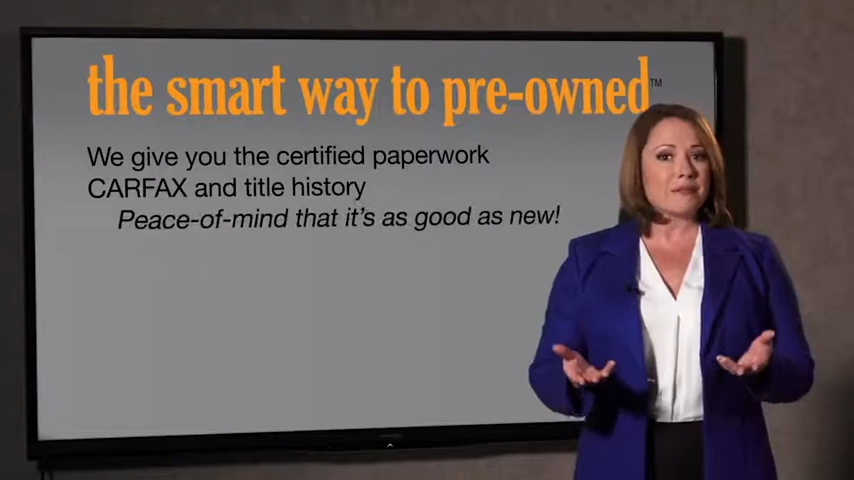 the smart way to pre-owned™
We give you the certified paperwork
CARFAX and title history
Peace-of-mind that it's as good as new!